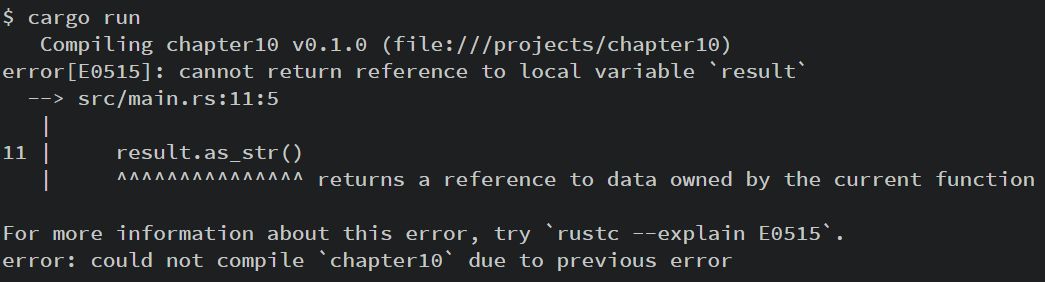 $ cargo run
   Compiling chapter10 v0.1.0 (file:///projects/chapter10)
error[E0515]: cannot return reference to local variable `result`
  --> src/main.rs:11:5
   |
11 |     result.as_str()
   |     ^^^^^^^^^^^^^^^ returns a reference to data owned by the current function

For more information about this error, try `rustc --explain E0515`.
error: could not compile `chapter10` due to previous error